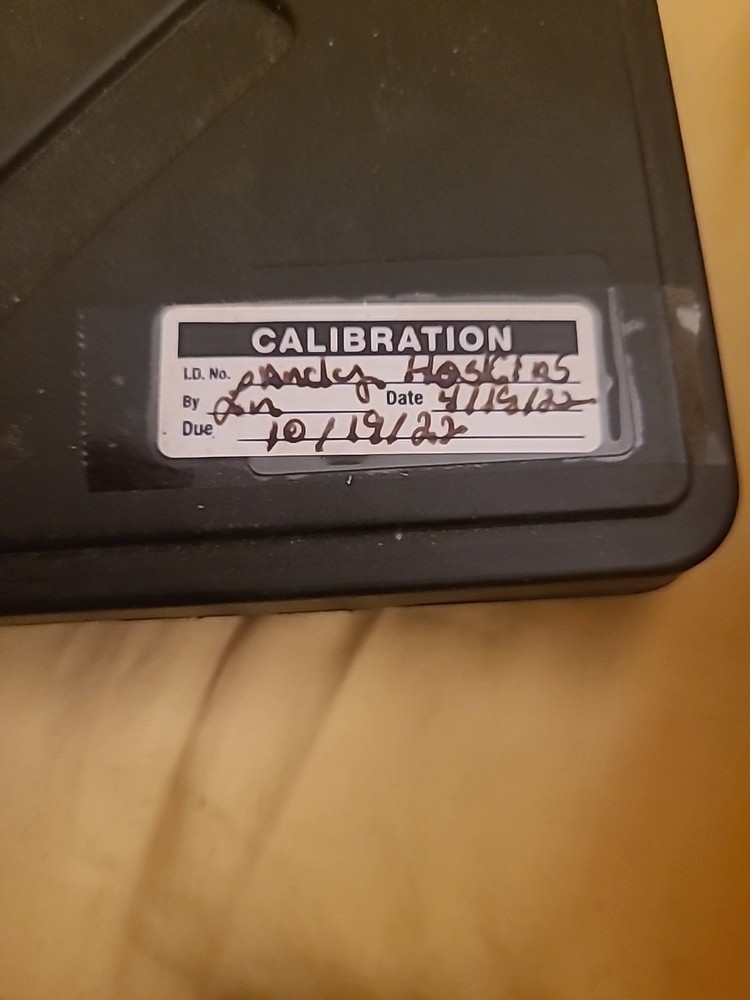 CALIBRATION
I.D. No. Andy Hoskins
By Date 4/19/22
Due 10/19/22